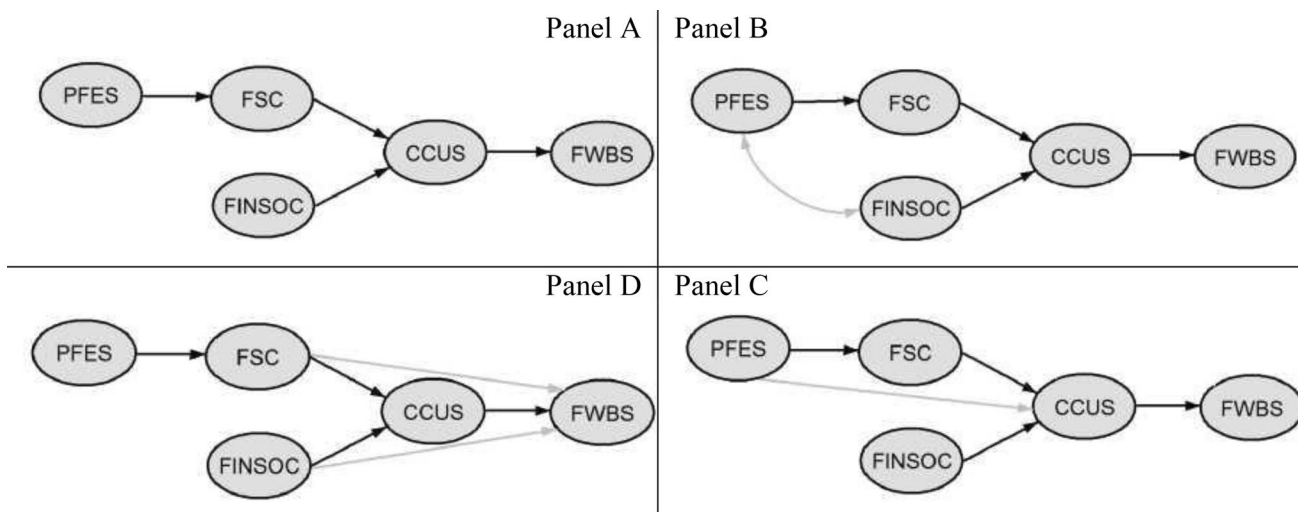 Panel A
PFES
FSC
CCUS
FWBS
FINSOC
Panel B
PFES
FSC
CCUS
FWBS
FINSOC
Panel D
PFES
FSC
CCUS
FWBS
FINSOC
Panel C
PFES
FSC
CCUS
FWBS
FINSOC